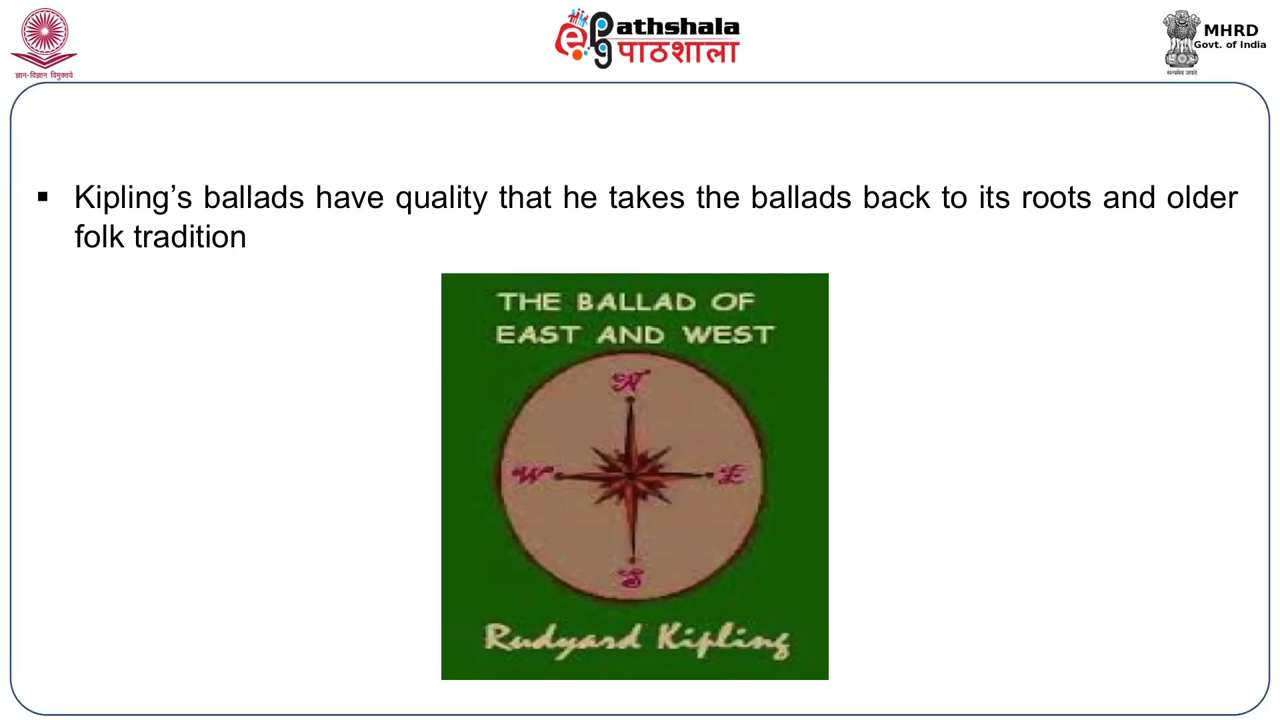 ज्ञान-विज्ञान विमुक्तये
ePG Pathshala
पाठशाला
MHRD
Govt. of India
सत्यमेव जयते
▪ Kipling’s ballads have quality that he takes the ballads back to its roots and older
folk tradition
THE BALLAD OF
EAST AND WEST
N
W E
S
Rudyard Kipling